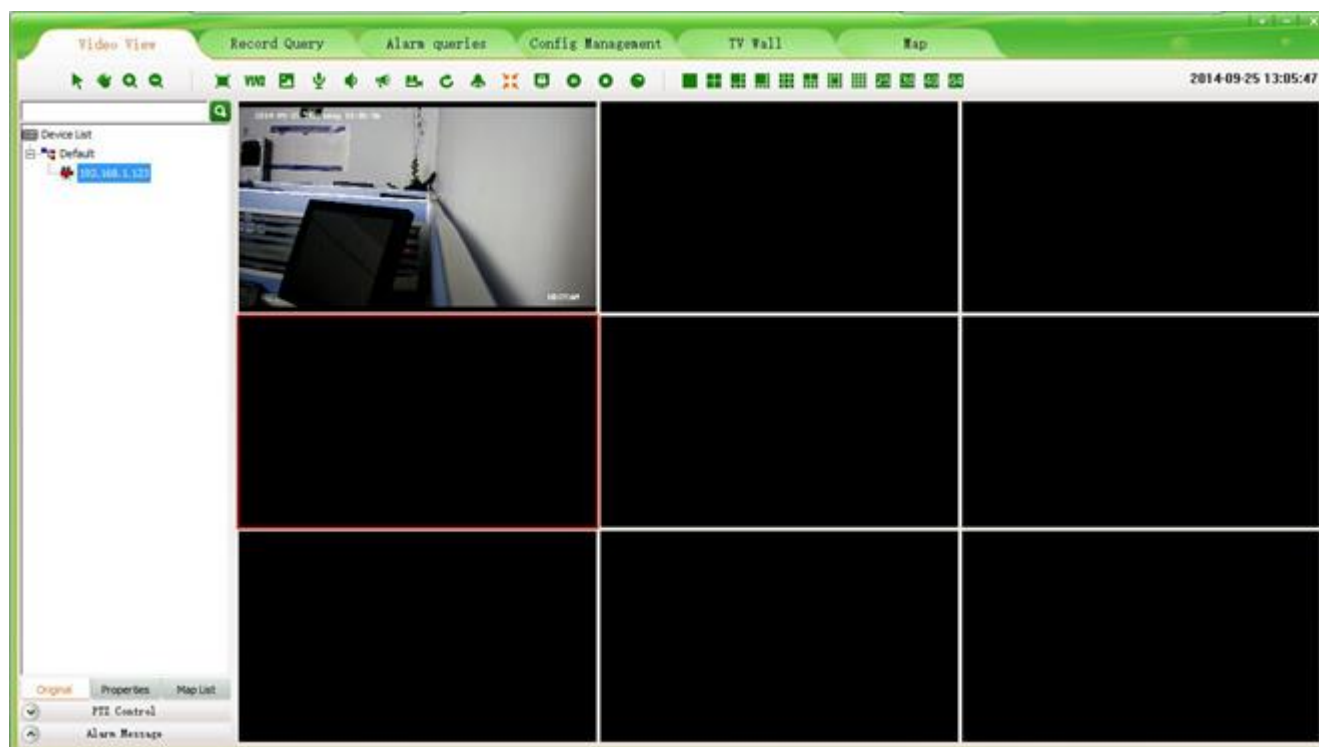 Video View Record Query Alarm queries Config Management TV Wall Map
2014-09-25 13:05:47
Device List
Default
192.168.1.123
Original Properties Map List
PTZ Control
Alarm Message